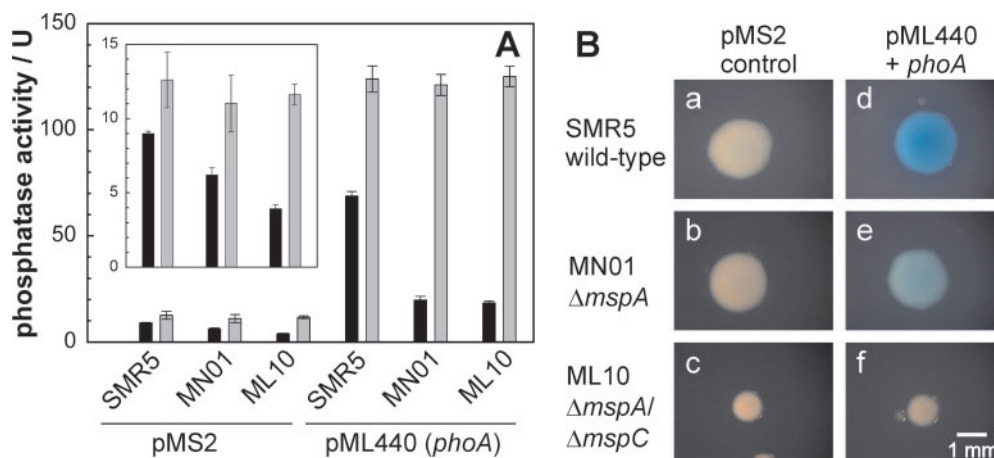 A
phosphatase activity / U
150
100
50
0
15
10
5
0
SMR5
MN01
ML10
SMR5
MN01
ML10
pMS2
pML440 (phoA)
B
pMS2
control
pML440
+ phoA
SMR5
wild-type
a
d
MN01
ΔmspA
b
e
ML10
ΔmspA/
ΔmspC
c
f
1 mm